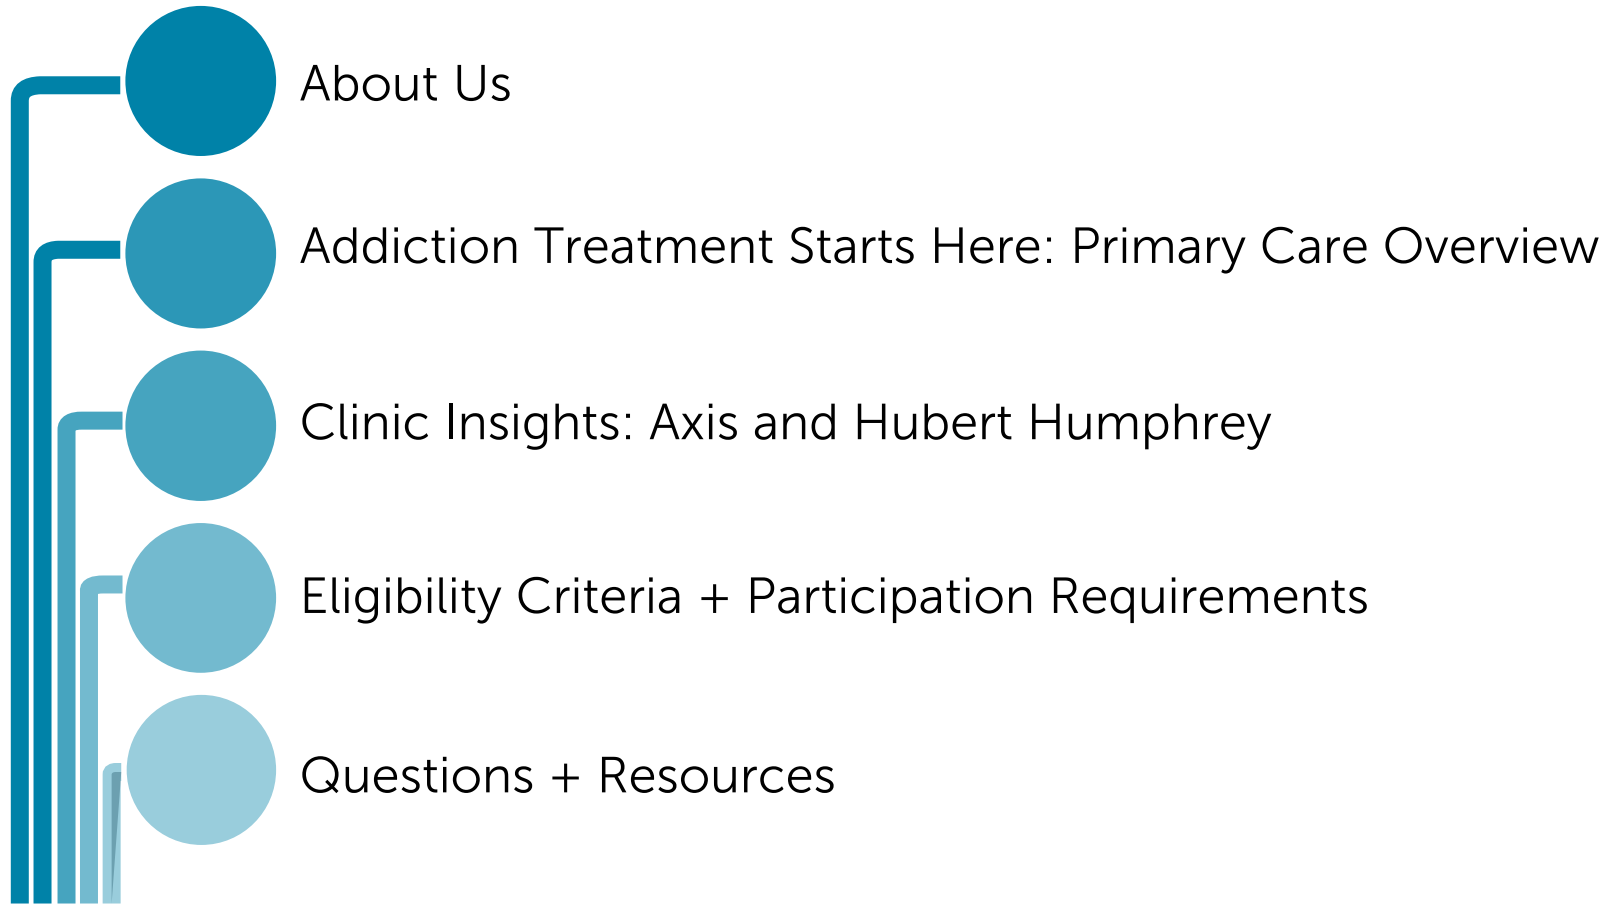 About Us
Addiction Treatment Starts Here: Primary Care Overview
Clinic Insights: Axis and Hubert Humphrey
Eligibility Criteria + Participation Requirements
Questions + Resources